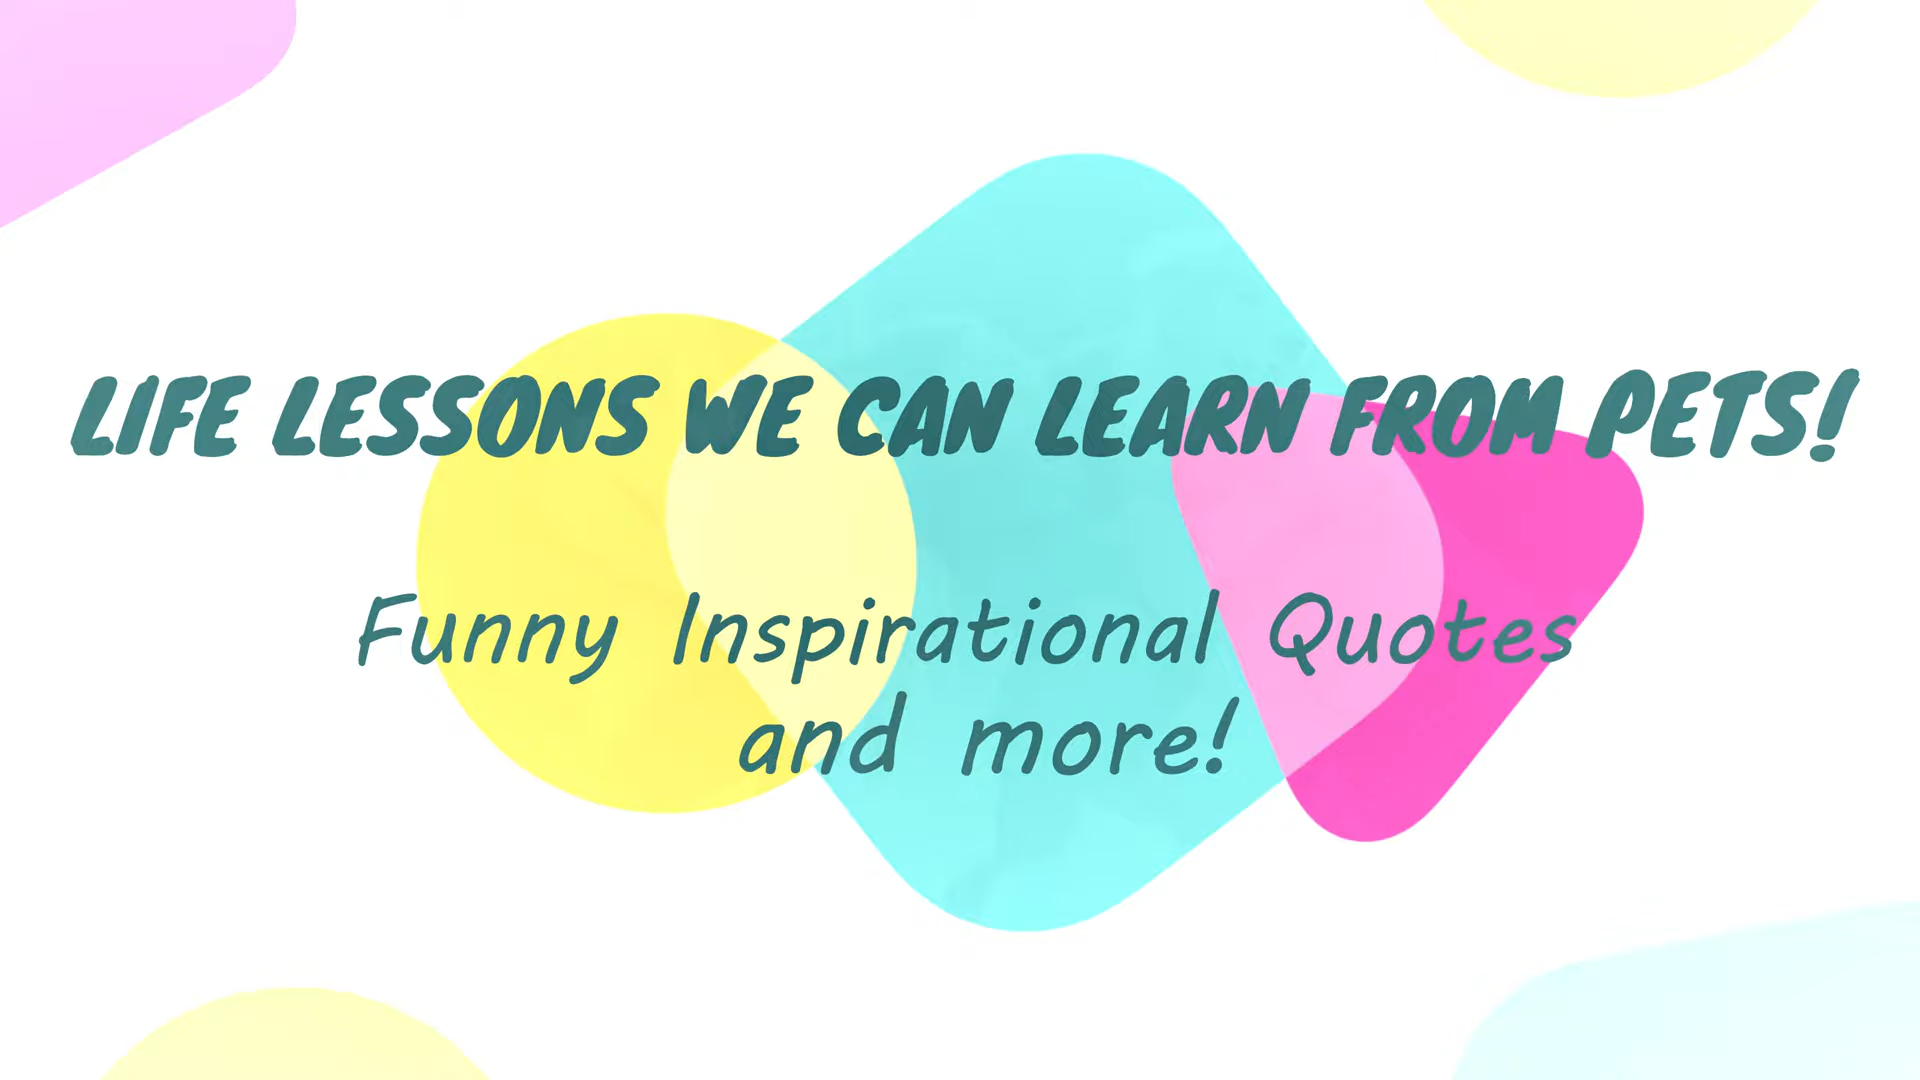 LIFE LESSONS WE CAN LEARN FROM PETS!
Funny Inspirational Quotes
and more!